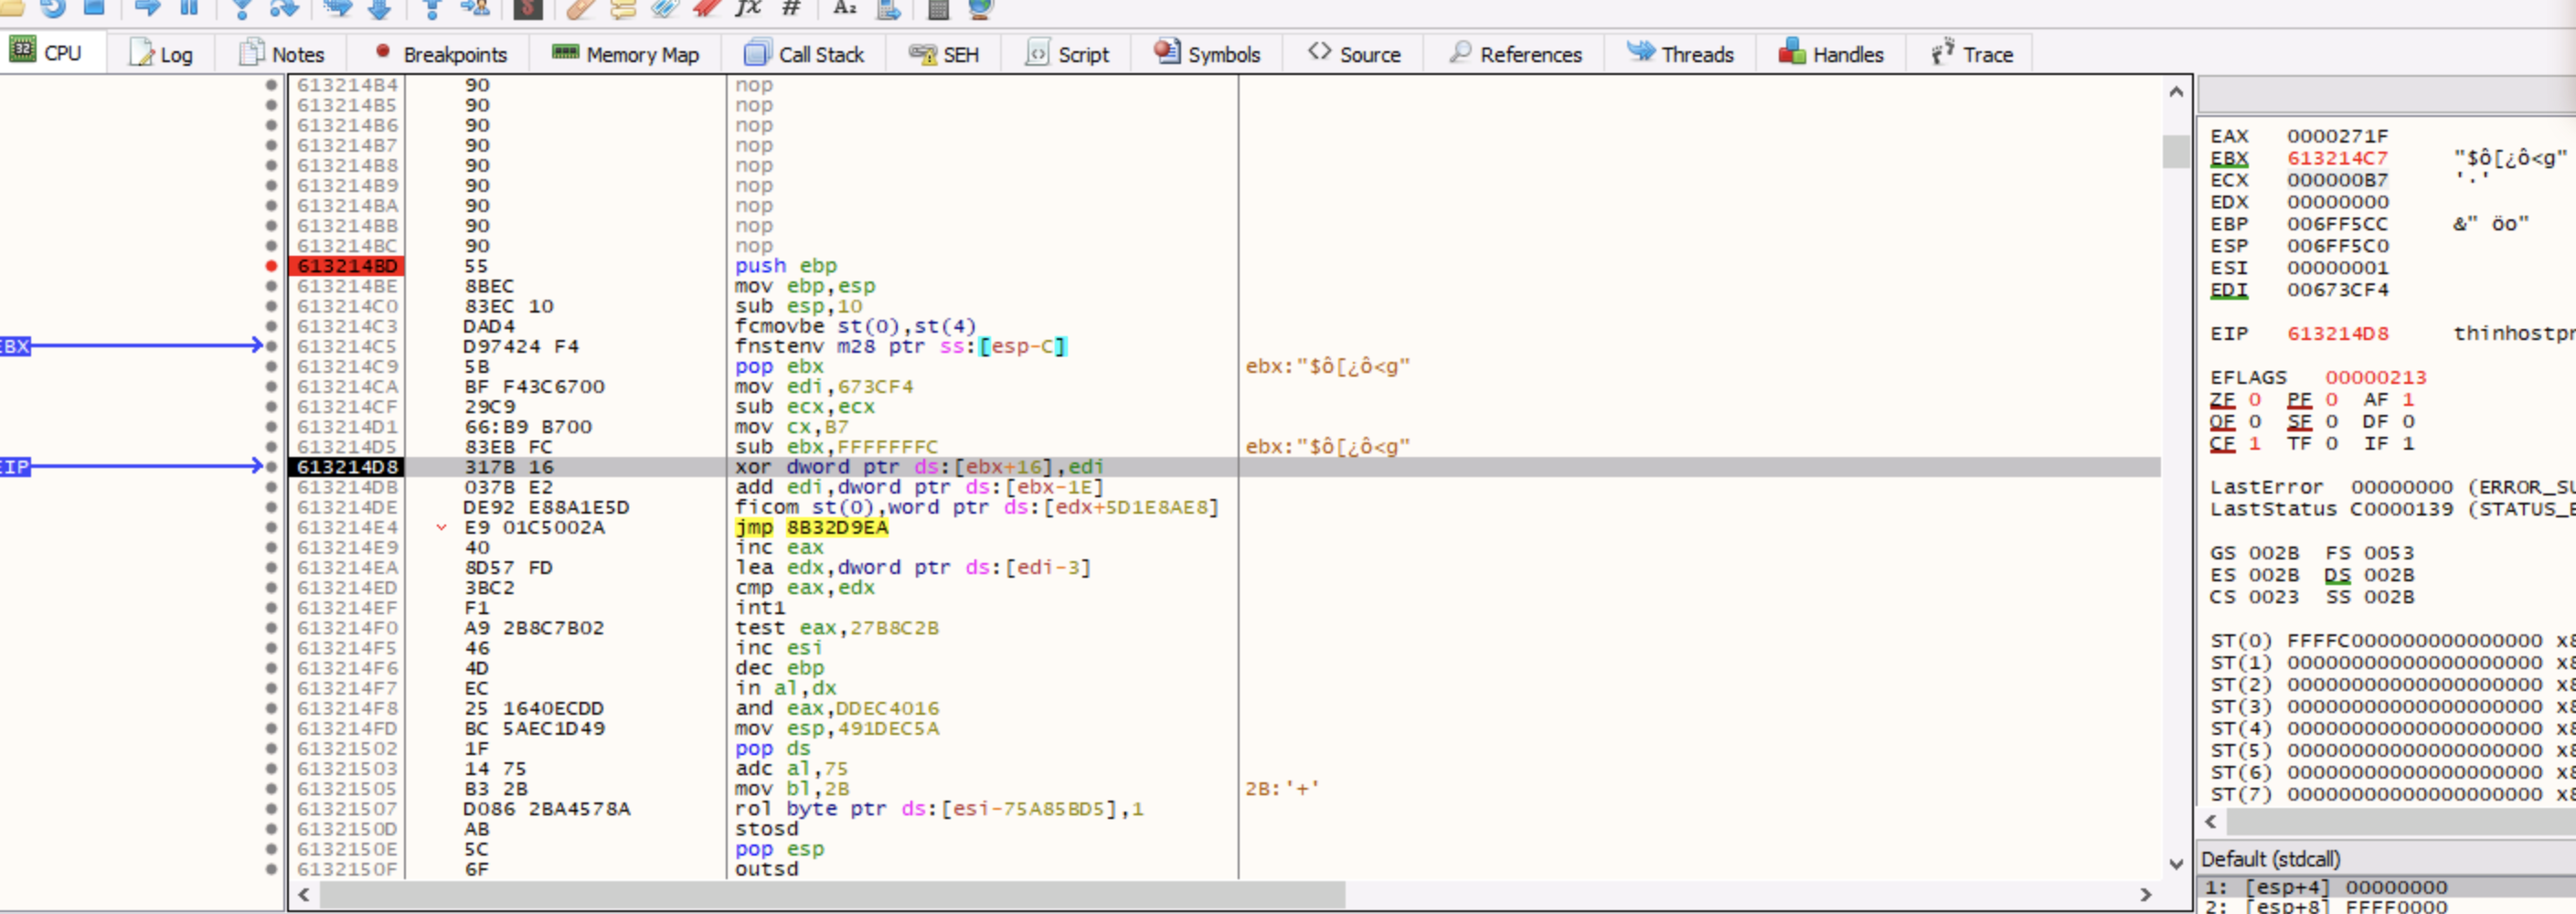 fx # Az
CPU Log Notes Breakpoints Memory Map Call Stack SEH Script Symbols Source References Threads Handles Trace
613214B4 90 nop
613214B5 90 nop
613214B6 90 nop
613214B7 90 nop
613214B8 90 nop
613214B9 90 nop
613214BA 90 nop
613214BB 90 nop
613214BC 90 nop
613214BD 55 push ebp
613214BE 8BEC mov ebp,esp
613214C0 83EC 10 sub esp,10
613214C3 DAD4 fcmovbe st(0),st(4)
EBX 613214C5 D97424 F4 fnstenv m28 ptr ss:[esp-C]
613214C9 5B pop ebx ebx:"$ô[¿ô<g"
613214CA BF F43C6700 mov edi,673CF4
613214CF 29C9 sub ecx,ecx
613214D1 66:B9 B700 mov cx,B7
613214D5 83EB FC sub ebx,FFFFFFFC ebx:"$ô[¿ô<g"
EIP 613214D8 317B 16 xor dword ptr ds:[ebx+16],edi
613214DB 037B E2 add edi,dword ptr ds:[ebx-1E]
613214DE DE92 E88A1E5D ficom st(0),word ptr ds:[edx+5D1E8AE8]
613214E4 E9 01C5002A jmp 8B32D9EA
613214E9 40 inc eax
613214EA 8D57 FD lea edx,dword ptr ds:[edi-3]
613214ED 3BC2 cmp eax,edx
613214EF F1 int1
613214F0 A9 2B8C7B02 test eax,27B8C2B
613214F5 46 inc esi
613214F6 4D dec ebp
613214F7 EC in al,dx
613214F8 25 1640ECDD and eax,DDEC4016
613214FD BC 5AEC1D49 mov esp,491DEC5A
61321502 1F pop ds
61321503 14 75 adc al,75
61321505 B3 2B mov bl,2B 2B:'+'
61321507 D086 2BA4578A rol byte ptr ds:[esi-75A85BD5],1
6132150D AB stosd
6132150E 5C pop esp
6132150F 6F outsd
EAX 0000271F
EBX 613214C7 "$ô[¿ô<g"
ECX 000000B7 '·'
EDX 00000000
EBP 006FF5CC &" öo"
ESP 006FF5C0
ESI 00000001
EDI 00673CF4
EIP 613214D8 thinhostpr
EFLAGS 00000213
ZF 0 PF 0 AF 1
OF 0 SF 0 DF 0
CF 1 TF 0 IF 1
LastError 00000000 (ERROR_SU
LastStatus C0000139 (STATUS_E
GS 002B FS 0053
ES 002B DS 002B
CS 0023 SS 002B
ST(0) FFFFC000000000000000 x8
ST(1) 00000000000000000000 x8
ST(2) 00000000000000000000 x8
ST(3) 00000000000000000000 x8
ST(4) 00000000000000000000 x8
ST(5) 00000000000000000000 x8
ST(6) 00000000000000000000 x8
ST(7) 00000000000000000000 x8
Default (stdcall)
1: [esp+4] 00000000
2: [esp+8] FFFF0000